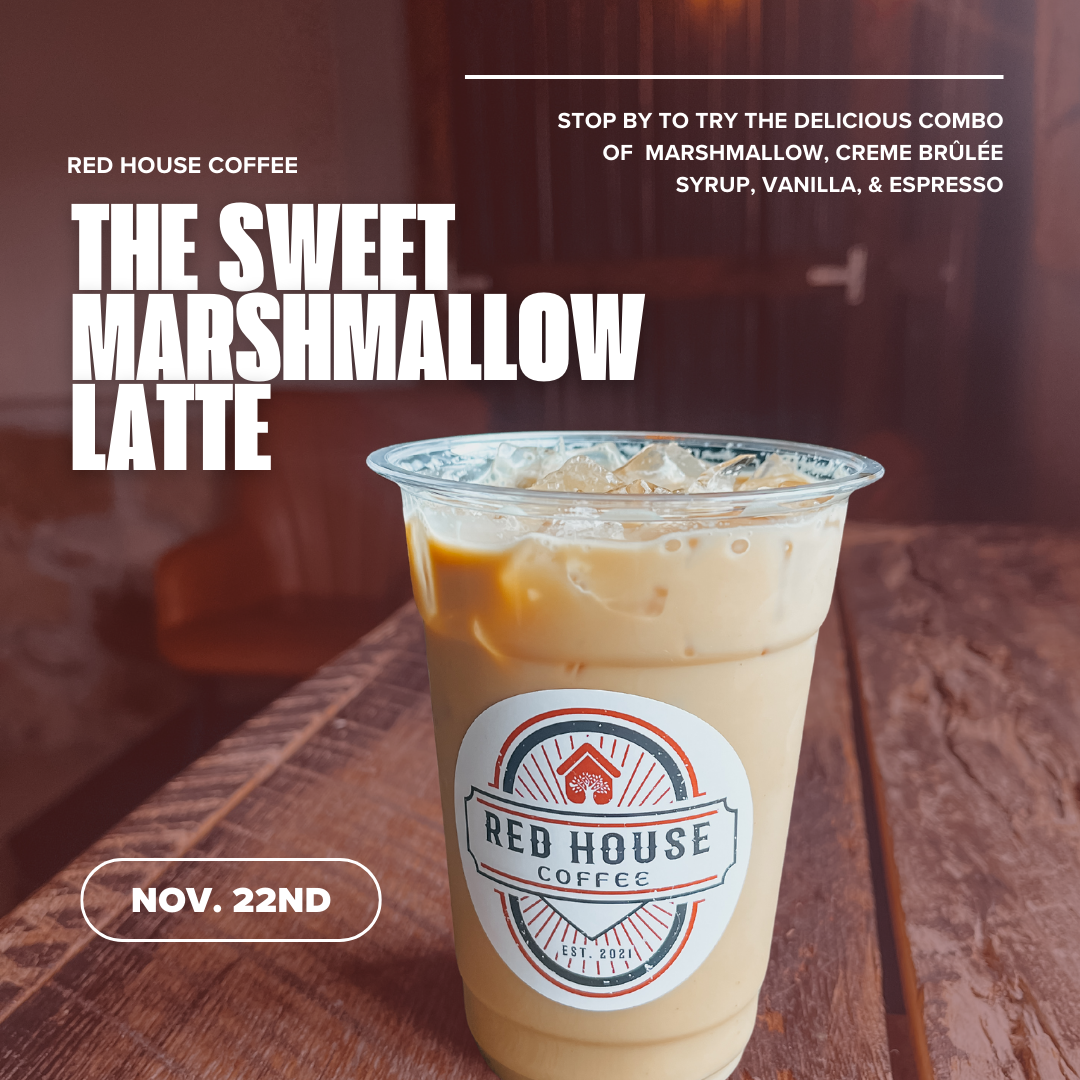 STOP BY TO TRY THE DELICIOUS COMBO
OF MARSHMALLOW, CREME BRÛLÉE
SYRUP, VANILLA, & ESPRESSO
RED HOUSE COFFEE
THE SWEET
MARSHMALLOW
LATTE
RED HOUSE
COFFEE
EST. 2021
NOV. 22ND